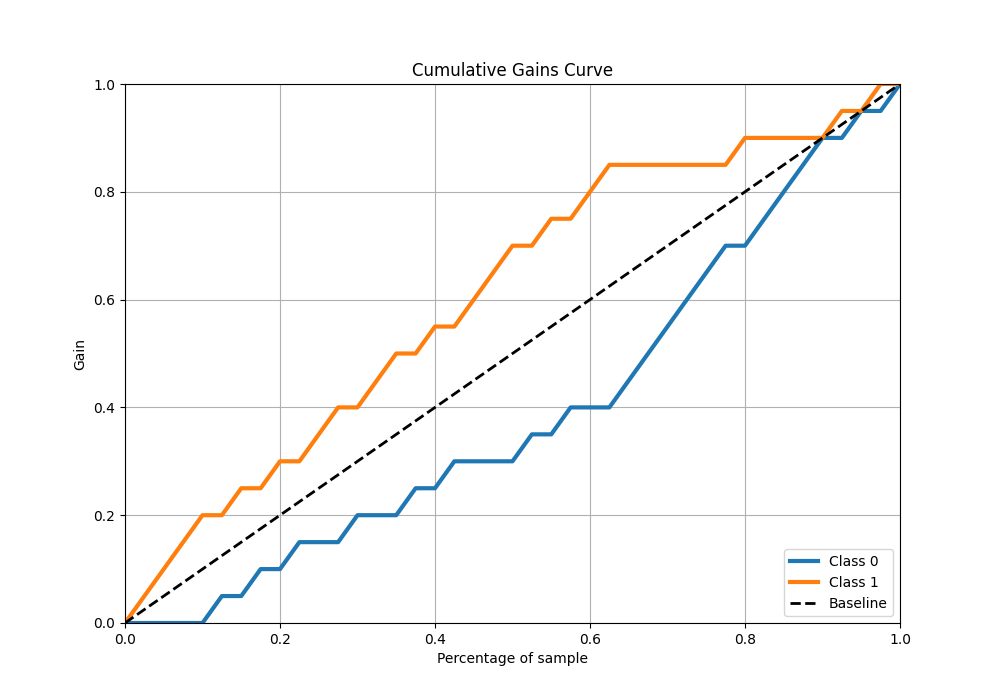 Cumulative Gains Curve
1.0
0.8
0.6
0.4
0.2
0.0
Gain
0.0 0.2 0.4 0.6 0.8 1.0
Percentage of sample
Class 0
Class 1
Baseline